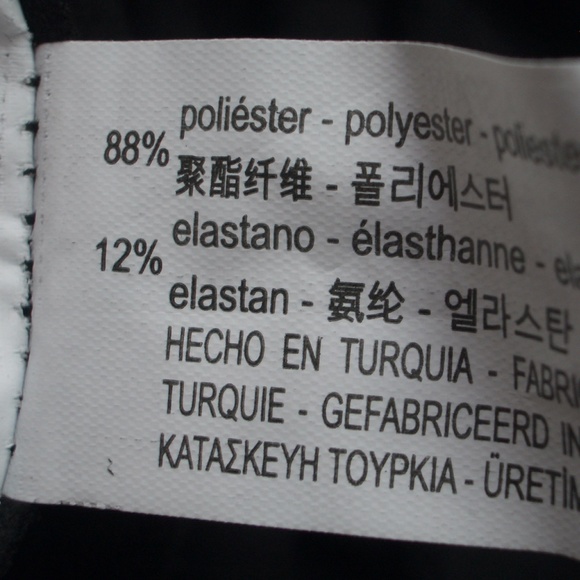 88% poliéster - polyester - poliester
聚酯纤维 - 폴리에스터
12% elastano - élasthanne -
elastan - 氨纶 - 엘라스탄
HECHO EN TURQUIA -
TURQUIE - GEFABRICEERD
ΚΑΤΑΣΚΕΥΗ ΤΟΥΡΚΙΑ -